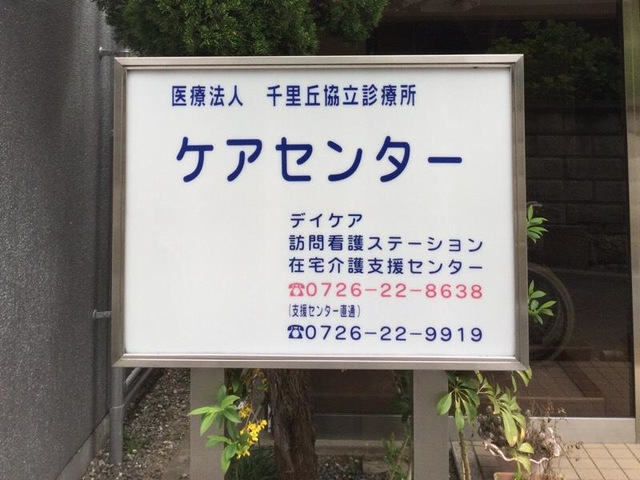 医療法人　千里丘協立診療所
ケアセンター
デイケア
訪問看護ステーション
在宅介護支援センター
☎0726−22−8638
(支援センター直通)
☎0726−22−9919